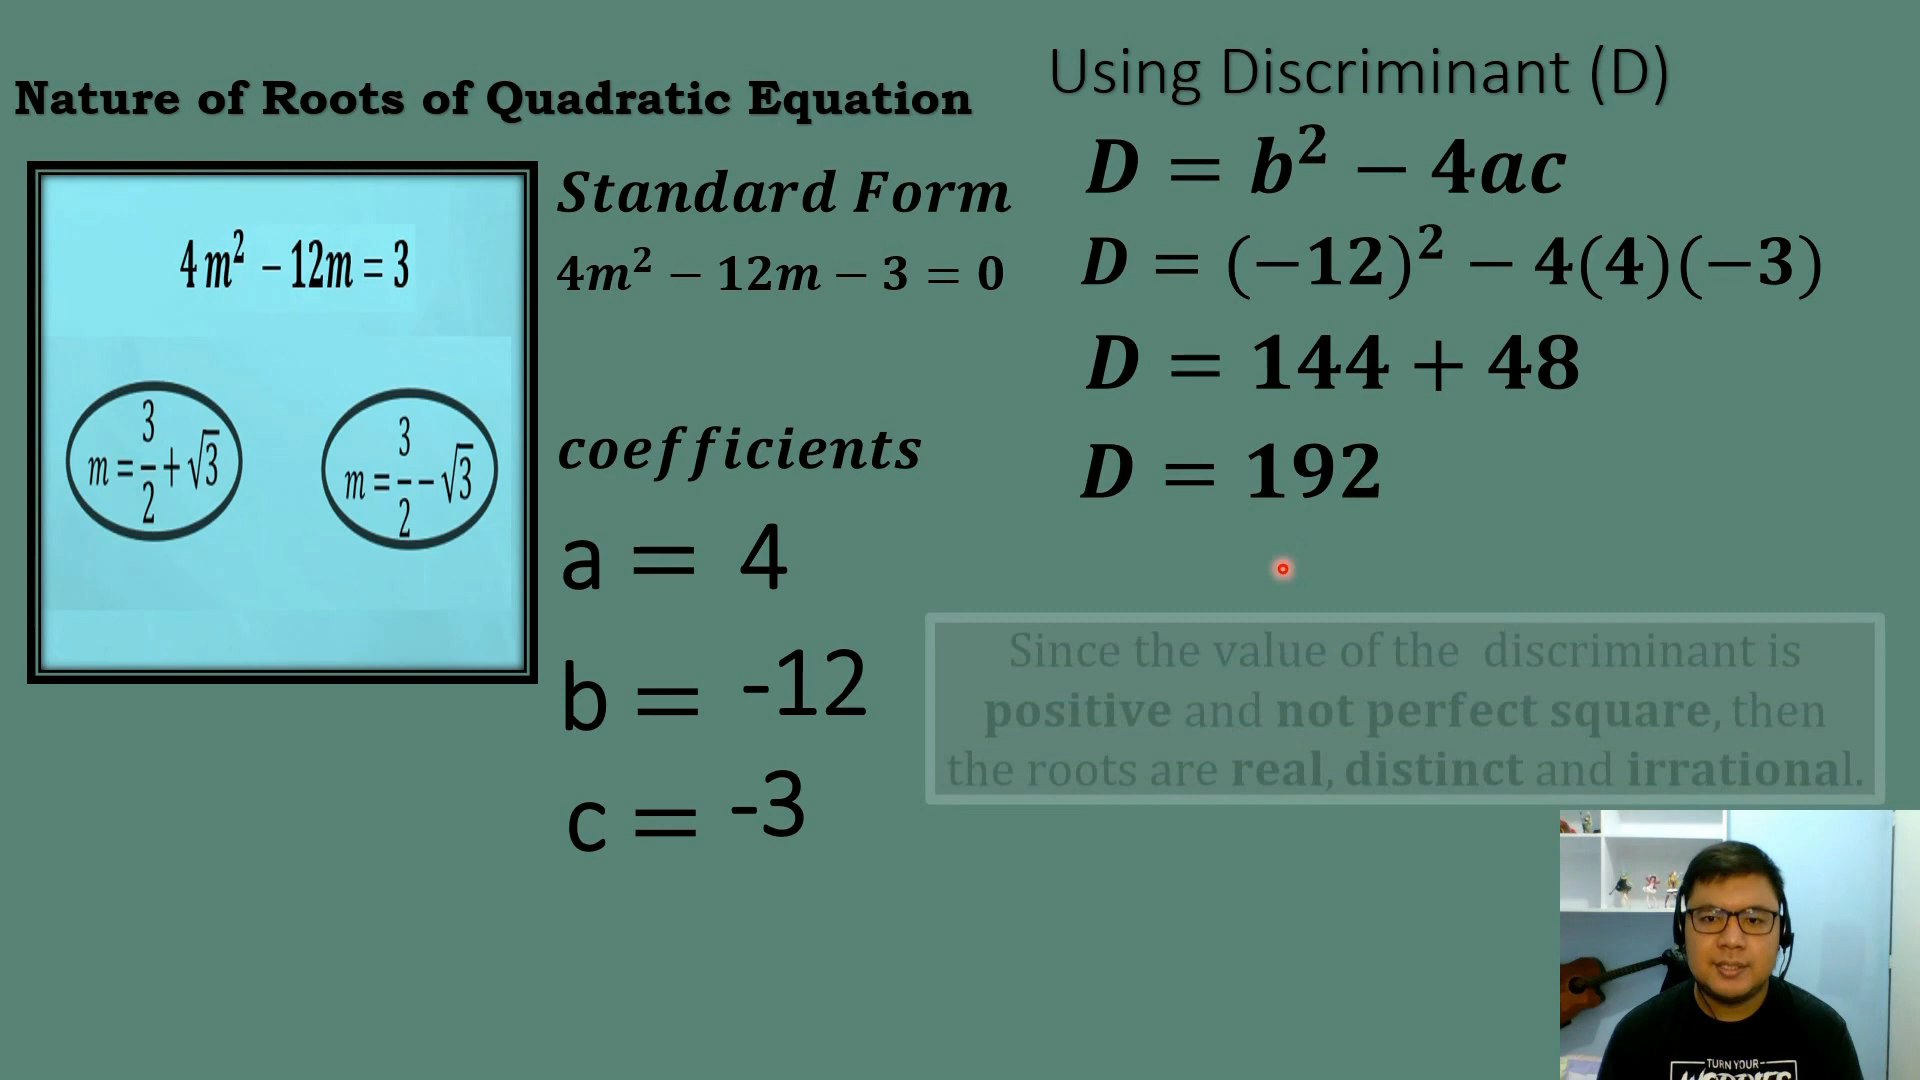 Nature of Roots of Quadratic Equation
4m² – 12m = 3
m = 3/2 + √3
m = 3/2 – √3
Standard Form
4m² − 12m − 3 = 0
coefficients
a = 4
b = -12
c = -3
Using Discriminant (D)
D = b² − 4ac
D = (−12)² − 4(4)(−3)
D = 144 + 48
D = 192
Since the value of the discriminant is
positive and not perfect square, then
the roots are real, distinct and irrational.
TURN YOUR
WORRIES